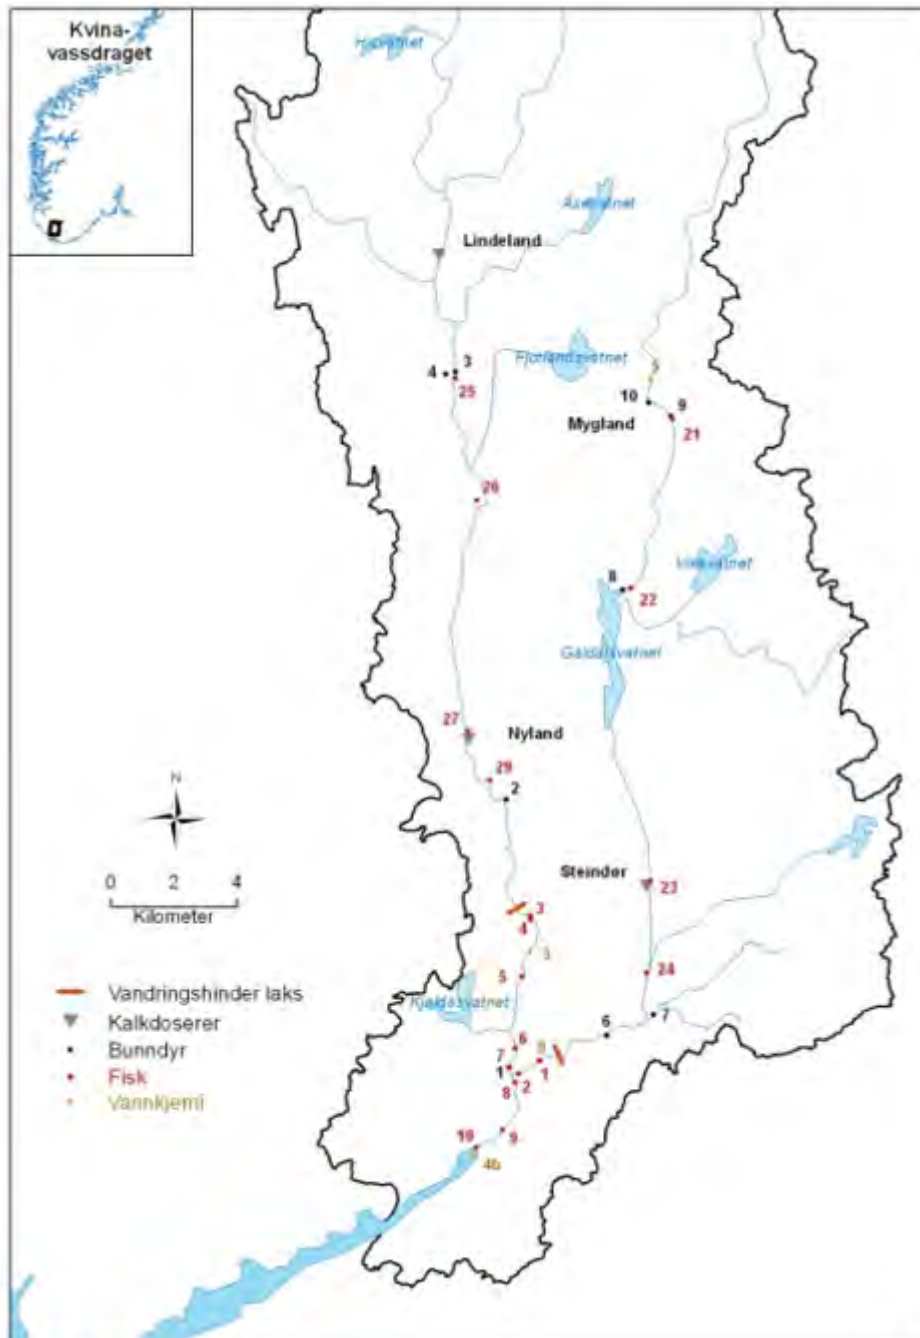 Kvina-
vassdraget
Lindeland
4
3
25
Fjotlandsvatnet
10
9
Mygland
21
26
8
22
27
Nyland
29
2
Steindør
23
3
4
24
5
7
6
6
7
1
1
8
2
9
10
4b
N
0
2
4
Kilometer
Vandringshinder laks
Kalkdoserer
Bunndyr
Fisk
Vannkjemi